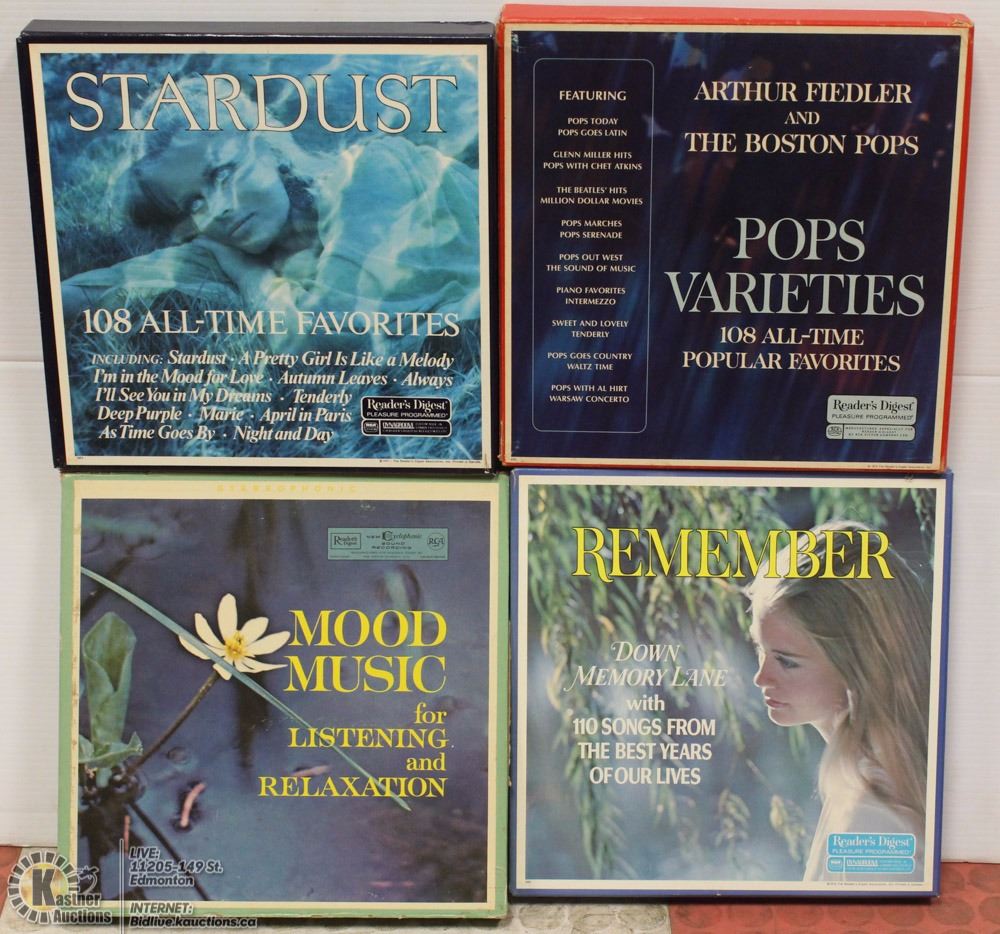 STARDUST
108 ALL-TIME FAVORITES
INCLUDING: Stardust · A Pretty Girl Is Like a Melody
I'm in the Mood for Love · Autumn Leaves · Always
I'll See You in My Dreams · Tenderly
Deep Purple · Marie · April in Paris
As Time Goes By · Night and Day
Reader's Digest
PLEASURE PROGRAMMED®
RCA DYNAGROOVE
FEATURING
POPS TODAY
POPS GOES LATIN
GLENN MILLER HITS
POPS WITH CHET ATKINS
THE BEATLES' HITS
MILLION DOLLAR MOVIES
POPS MARCHES
POPS SERENADE
POPS OUT WEST
THE SOUND OF MUSIC
PIANO FAVORITES
INTERMEZZO
SWEET AND LOVELY
TENDERLY
POPS GOES COUNTRY
WALTZ TIME
POPS WITH AL HIRT
WARSAW CONCERTO
ARTHUR FIEDLER
AND
THE BOSTON POPS
POPS
VARIETIES
108 ALL-TIME
POPULAR FAVORITES
Reader's Digest
PLEASURE PROGRAMMED®
STEREOPHONIC
Reader's Digest
NEW Cyclophonic
SOUND
RECORDING
RCA
MOOD
MUSIC
for
LISTENING
and
RELAXATION
REMEMBER
DOWN
MEMORY LANE
with
110 SONGS FROM
THE BEST YEARS
OF OUR LIVES
Reader's Digest
PLEASURE PROGRAMMED®
DYNAGROOVE
Kastner
Auctions
LIVE:
11205-149 St.
Edmonton
INTERNET:
Bidlive.kauctions.ca